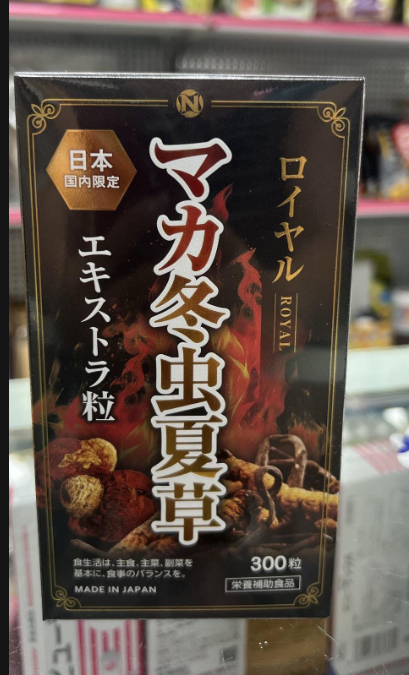 N
日本
国内限定
ロイヤル
ROYAL
マカ冬虫夏草
エキストラ粒
食生活は、主食、主菜、副菜を
基本に、食事のバランスを。
MADE IN JAPAN
300粒
栄養補助食品